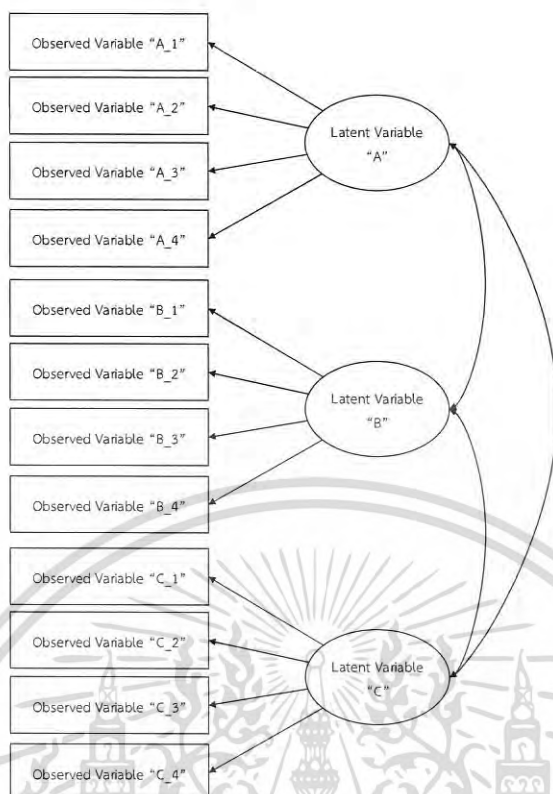 Observed Variable “A_1”
Observed Variable “A_2”
Latent Variable
“A”
Observed Variable “A_3”
Observed Variable “A_4”
Observed Variable “B_1”
Observed Variable “B_2”
Latent Variable
“B”
Observed Variable “B_3”
Observed Variable “B_4”
Observed Variable “C_1”
Observed Variable “C_2”
Latent Variable
“C”
Observed Variable “C_3”
Observed Variable “C_4”